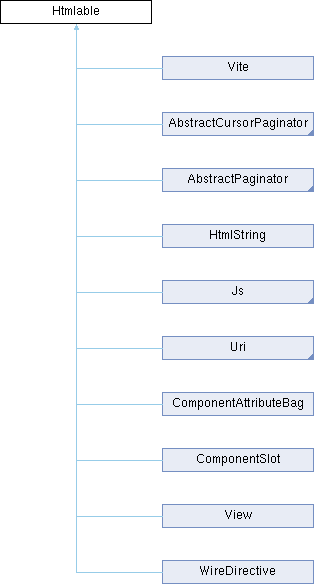 Htmlable
Vite
AbstractCursorPaginator
AbstractPaginator
HtmlString
Js
Uri
ComponentAttributeBag
ComponentSlot
View
WireDirective